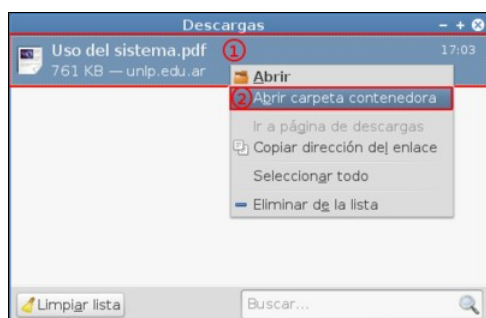 Descargas
Uso del sistema.pdf
1
17:03
761 KB — unlp.edu.ar
Abrir
2
Abrir carpeta contenedora
Ir a página de descargas
Copiar dirección del enlace
Seleccionar todo
Eliminar de la lista
Limpiar lista
Buscar...